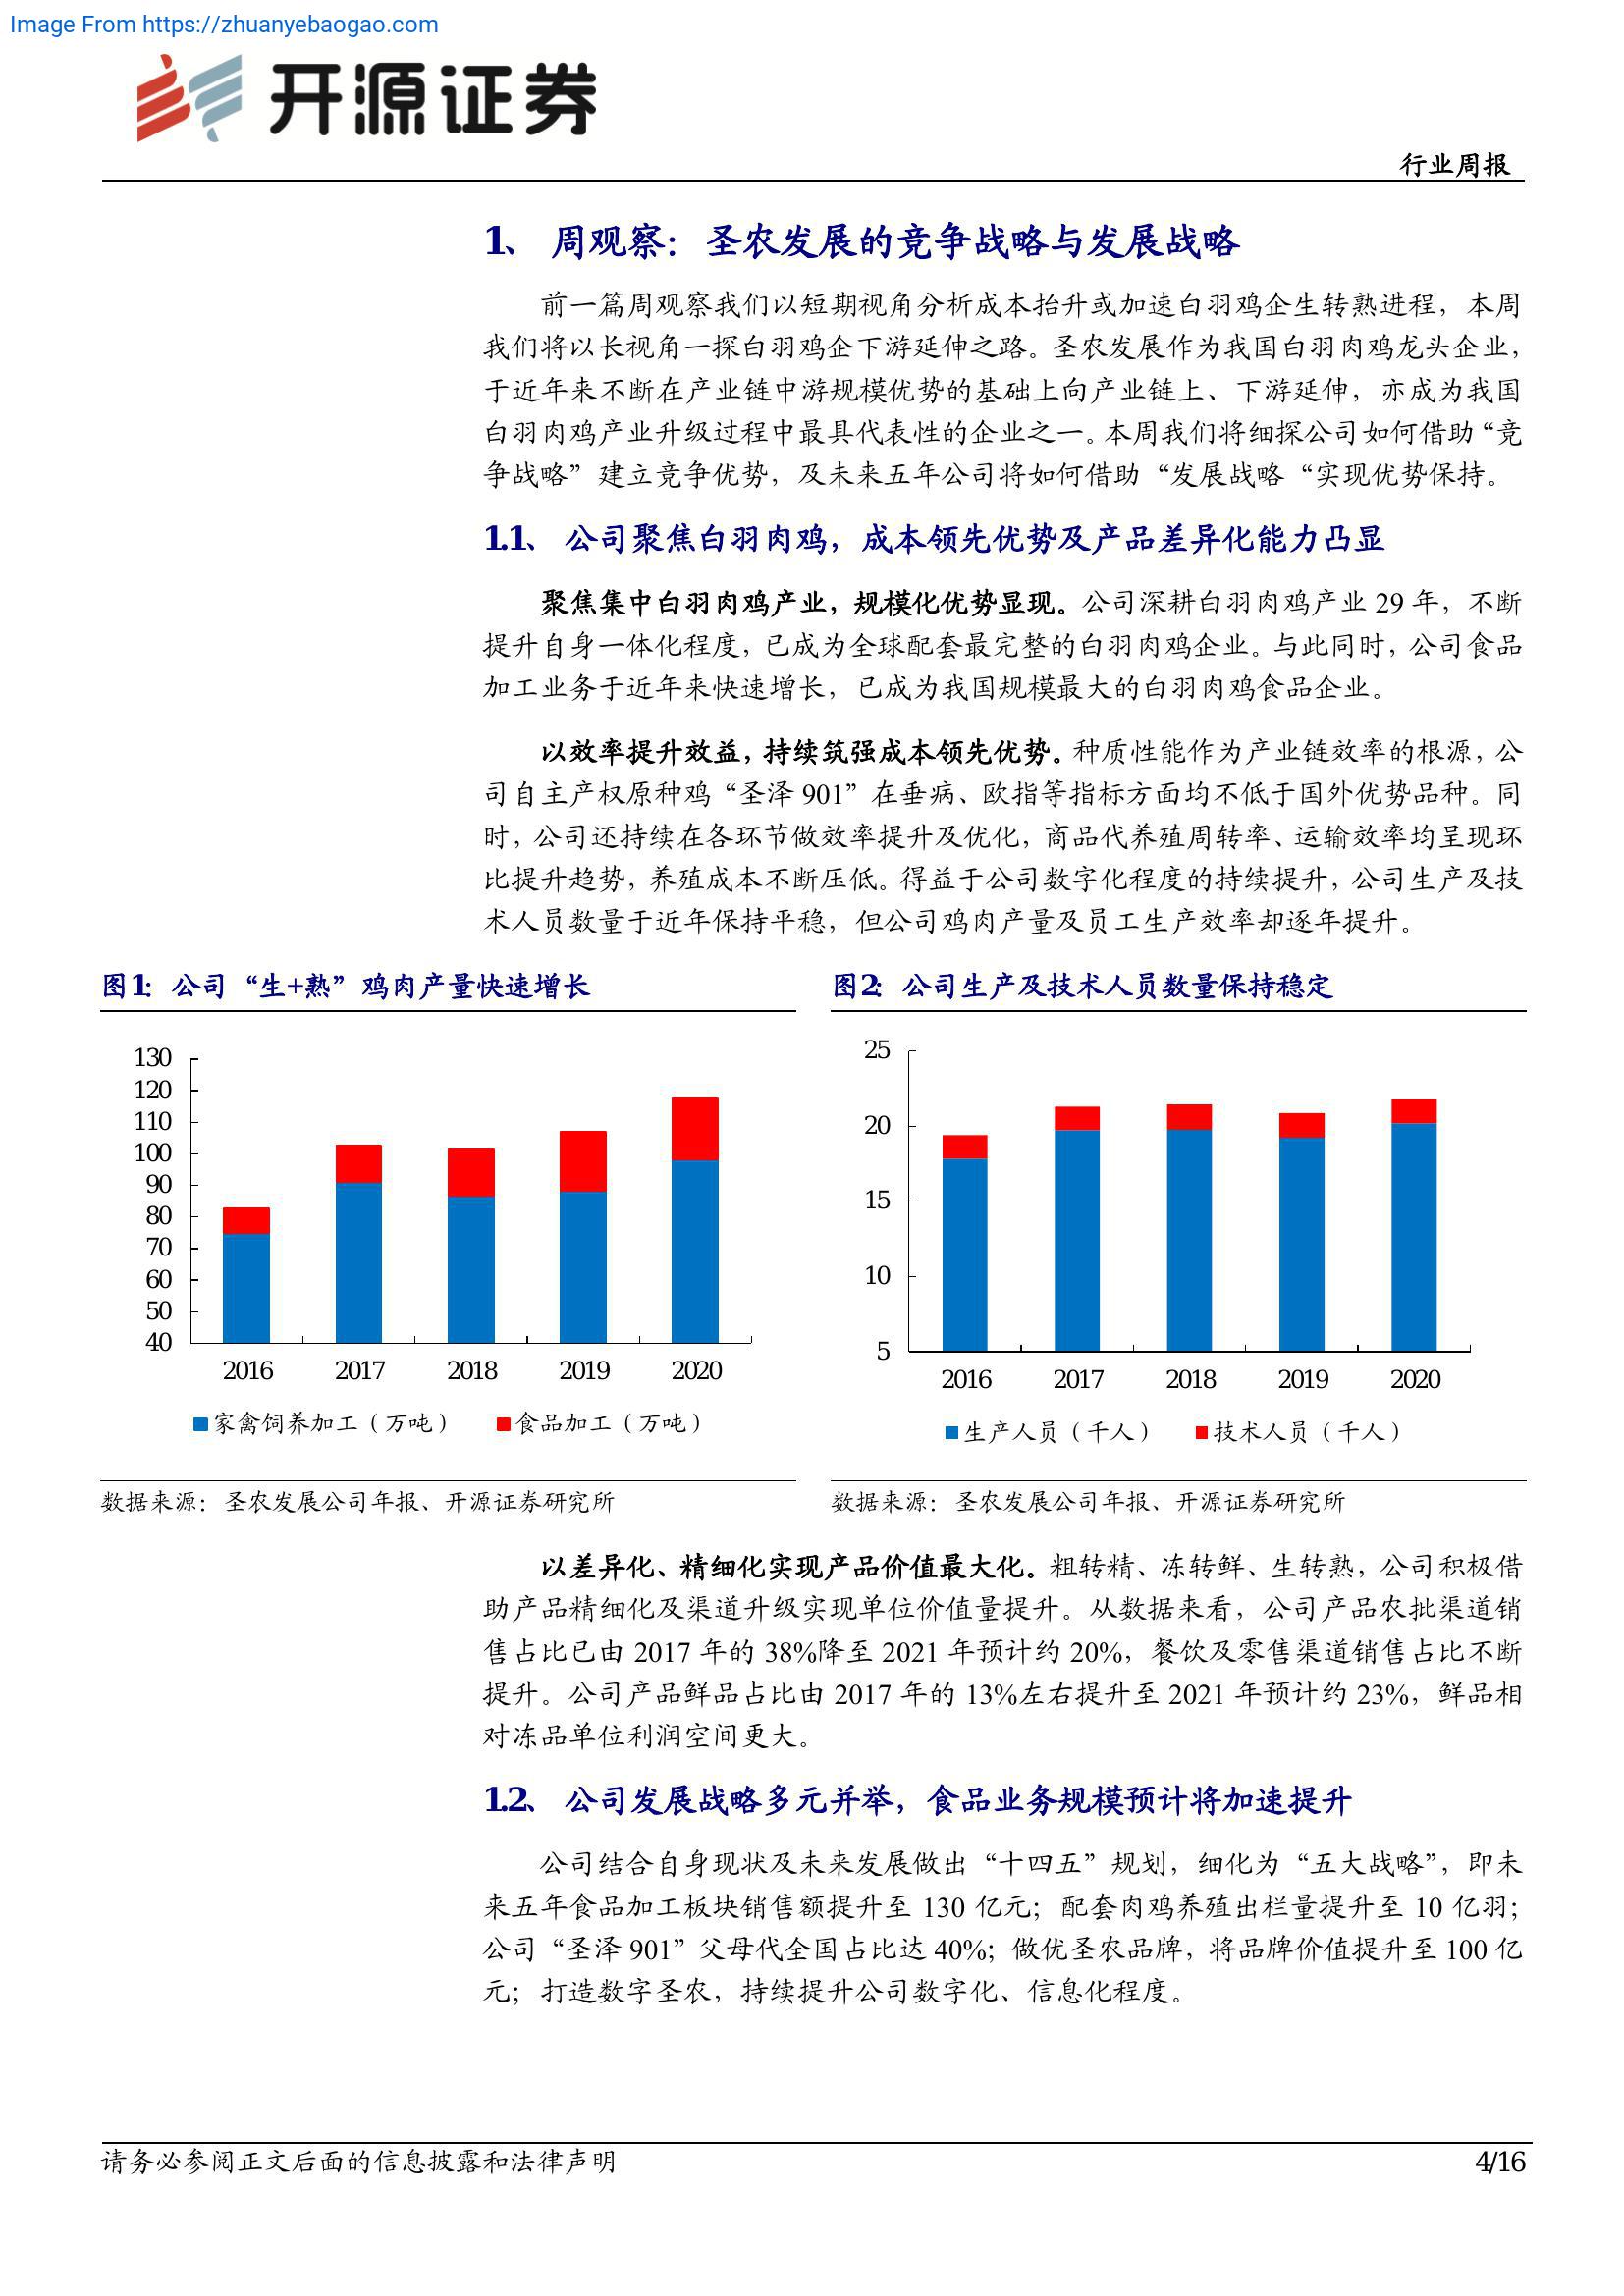 Image From https://zhuanyebaogao.com
开源证券
行业周报
1、 周观察：圣农发展的竞争战略与发展战略
前一篇周观察我们以短期视角分析成本抬升或加速白羽鸡企生转熟进程，本周
我们将以长视角一探白羽鸡企下游延伸之路。圣农发展作为我国白羽肉鸡龙头企业，
于近年来不断在产业链中游规模优势的基础上向产业链上、下游延伸，亦成为我国
白羽肉鸡产业升级过程中最具代表性的企业之一。本周我们将细探公司如何借助“竞
争战略”建立竞争优势，及未来五年公司将如何借助“发展战略“实现优势保持。
1.1、 公司聚焦白羽肉鸡，成本领先优势及产品差异化能力凸显
聚焦集中白羽肉鸡产业，规模化优势显现。公司深耕白羽肉鸡产业 29 年，不断
提升自身一体化程度，已成为全球配套最完整的白羽肉鸡企业。与此同时，公司食品
加工业务于近年来快速增长，已成为我国规模最大的白羽肉鸡食品企业。
以效率提升效益，持续筑强成本领先优势。种质性能作为产业链效率的根源，公
司自主产权原种鸡“圣泽 901”在垂病、欧指等指标方面均不低于国外优势品种。同
时，公司还持续在各环节做效率提升及优化，商品代养殖周转率、运输效率均呈现环
比提升趋势，养殖成本不断压低。得益于公司数字化程度的持续提升，公司生产及技
术人员数量于近年保持平稳，但公司鸡肉产量及员工生产效率却逐年提升。
图1：公司“生+熟”鸡肉产量快速增长
130
120
110
100
90
80
70
60
50
40
2016 2017 2018 2019 2020
家禽饲养加工（万吨） 食品加工（万吨）
数据来源：圣农发展公司年报、开源证券研究所
图2：公司生产及技术人员数量保持稳定
25
20
15
10
5
2016 2017 2018 2019 2020
生产人员（千人） 技术人员（千人）
数据来源：圣农发展公司年报、开源证券研究所
以差异化、精细化实现产品价值最大化。粗转精、冻转鲜、生转熟，公司积极借
助产品精细化及渠道升级实现单位价值量提升。从数据来看，公司产品农批渠道销
售占比已由 2017 年的 38%降至 2021 年预计约 20%，餐饮及零售渠道销售占比不断
提升。公司产品鲜品占比由 2017 年的 13%左右提升至 2021 年预计约 23%，鲜品相
对冻品单位利润空间更大。
1.2、 公司发展战略多元并举，食品业务规模预计将加速提升
公司结合自身现状及未来发展做出“十四五”规划，细化为“五大战略”，即未
来五年食品加工板块销售额提升至 130 亿元；配套肉鸡养殖出栏量提升至 10 亿羽；
公司“圣泽 901”父母代全国占比达 40%；做优圣农品牌，将品牌价值提升至 100 亿
元；打造数字圣农，持续提升公司数字化、信息化程度。
请务必参阅正文后面的信息披露和法律声明
4/16